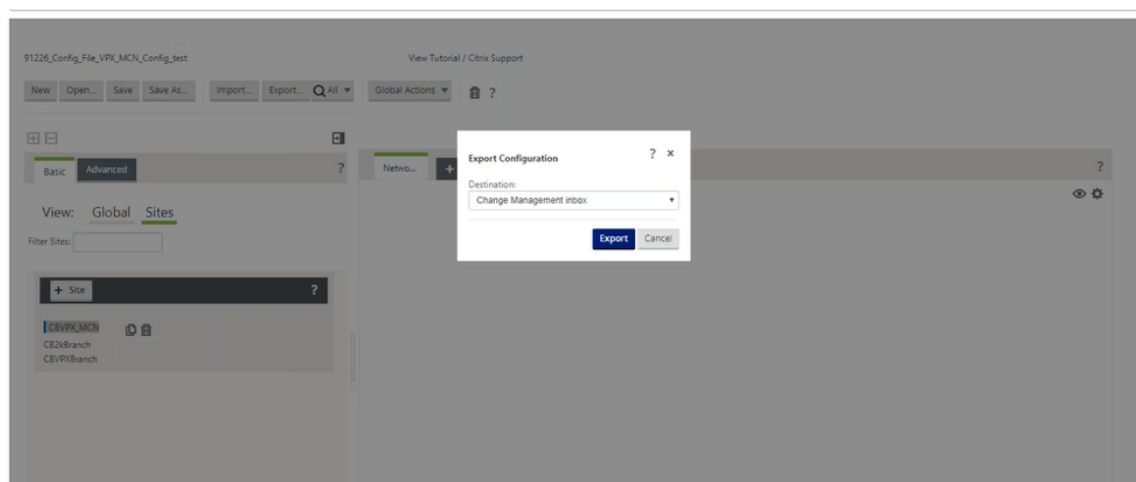 91226_Config_File_VPX_MCN_Config_test View Tutorial / Citrix Support
New Open... Save Save As... Import... Export... All Global Actions ?
Basic Advanced ?
Netwo... + ?
View: Global Sites
Filter Sites:
+ Site ?
CBVPX_MCN
CB2kBranch
CBVPXBranch
Export Configuration ? ×
Destination:
Change Management inbox
Export Cancel